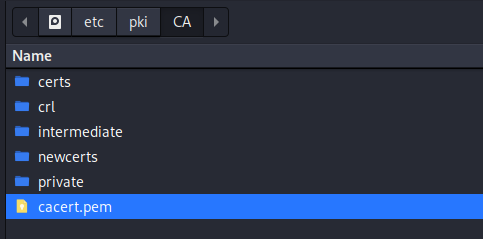 etc pki CA
Name
certs
crl
intermediate
newcerts
private
cacert.pem